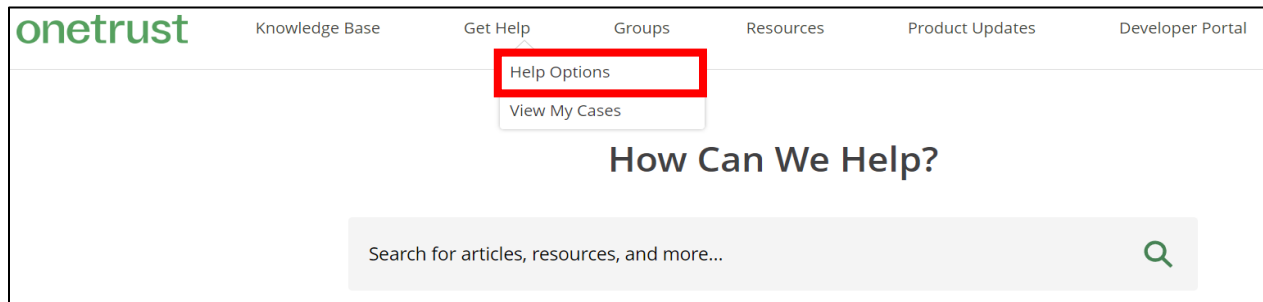 onetrust Knowledge Base Get Help Groups Resources Product Updates Developer Portal
Help Options
View My Cases
How Can We Help?
Search for articles, resources, and more...